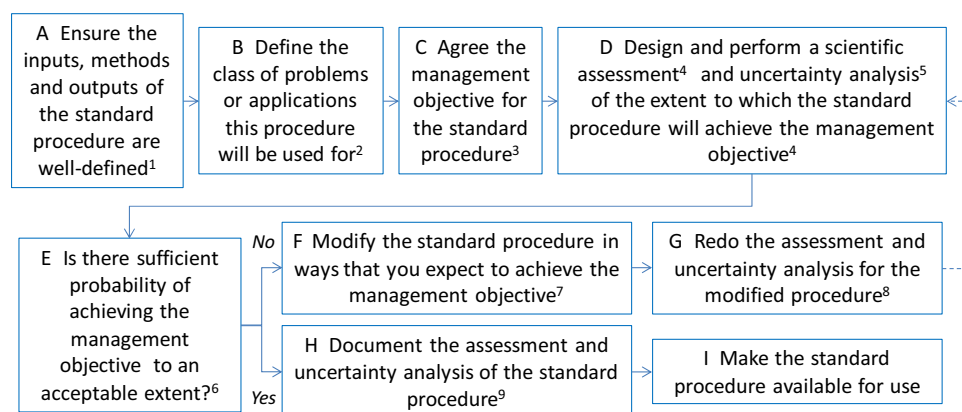 A Ensure the
inputs, methods
and outputs of
the standard
procedure are
well-defined¹
B Define the
class of problems
or applications
this procedure
will be used for²
C Agree the
management
objective for
the standard
procedure³
D Design and perform a scientific
assessment⁴ and uncertainty analysis⁵
of the extent to which the standard
procedure will achieve the management
objective⁴
E Is there sufficient
probability of
achieving the
management
objective to an
acceptable extent?⁶
No
F Modify the standard procedure in
ways that you expect to achieve the
management objective⁷
G Redo the assessment and
uncertainty analysis for the
modified procedure⁸
Yes
H Document the assessment and
uncertainty analysis of the standard
procedure⁹
I Make the standard
procedure available for use